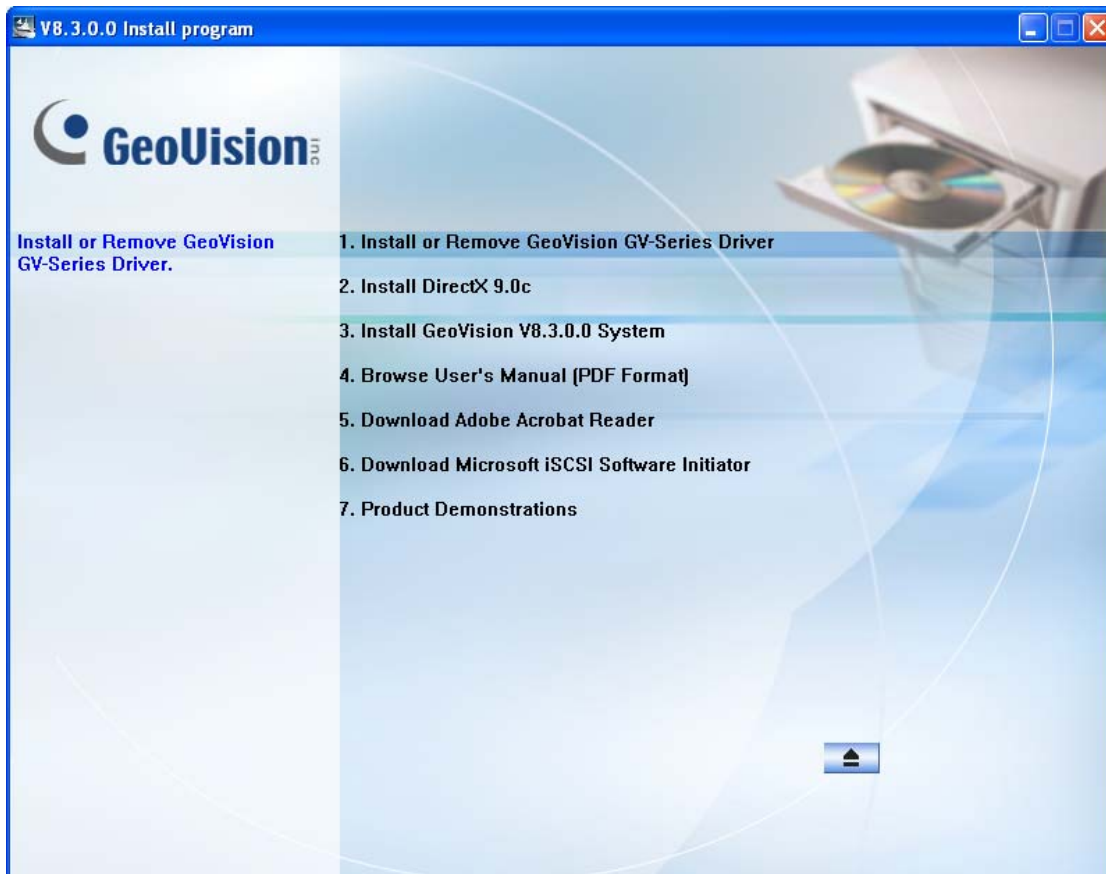 V8.3.0.0 Install program
GeoVision inc
Install or Remove GeoVision
GV-Series Driver.
1. Install or Remove GeoVision GV-Series Driver
2. Install DirectX 9.0c
3. Install GeoVision V8.3.0.0 System
4. Browse User's Manual (PDF Format)
5. Download Adobe Acrobat Reader
6. Download Microsoft iSCSI Software Initiator
7. Product Demonstrations